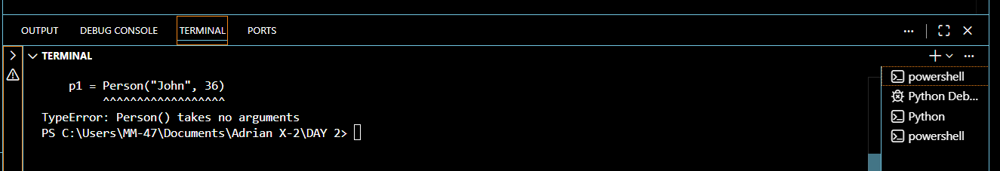 OUTPUT DEBUG CONSOLE TERMINAL PORTS
TERMINAL
p1 = Person("John", 36)
^^^^^^^^^^^^^^^^^^
TypeError: Person() takes no arguments
PS C:\Users\MM-47\Documents\Adrian X-2\DAY 2>
powershell
Python Deb...
Python
powershell